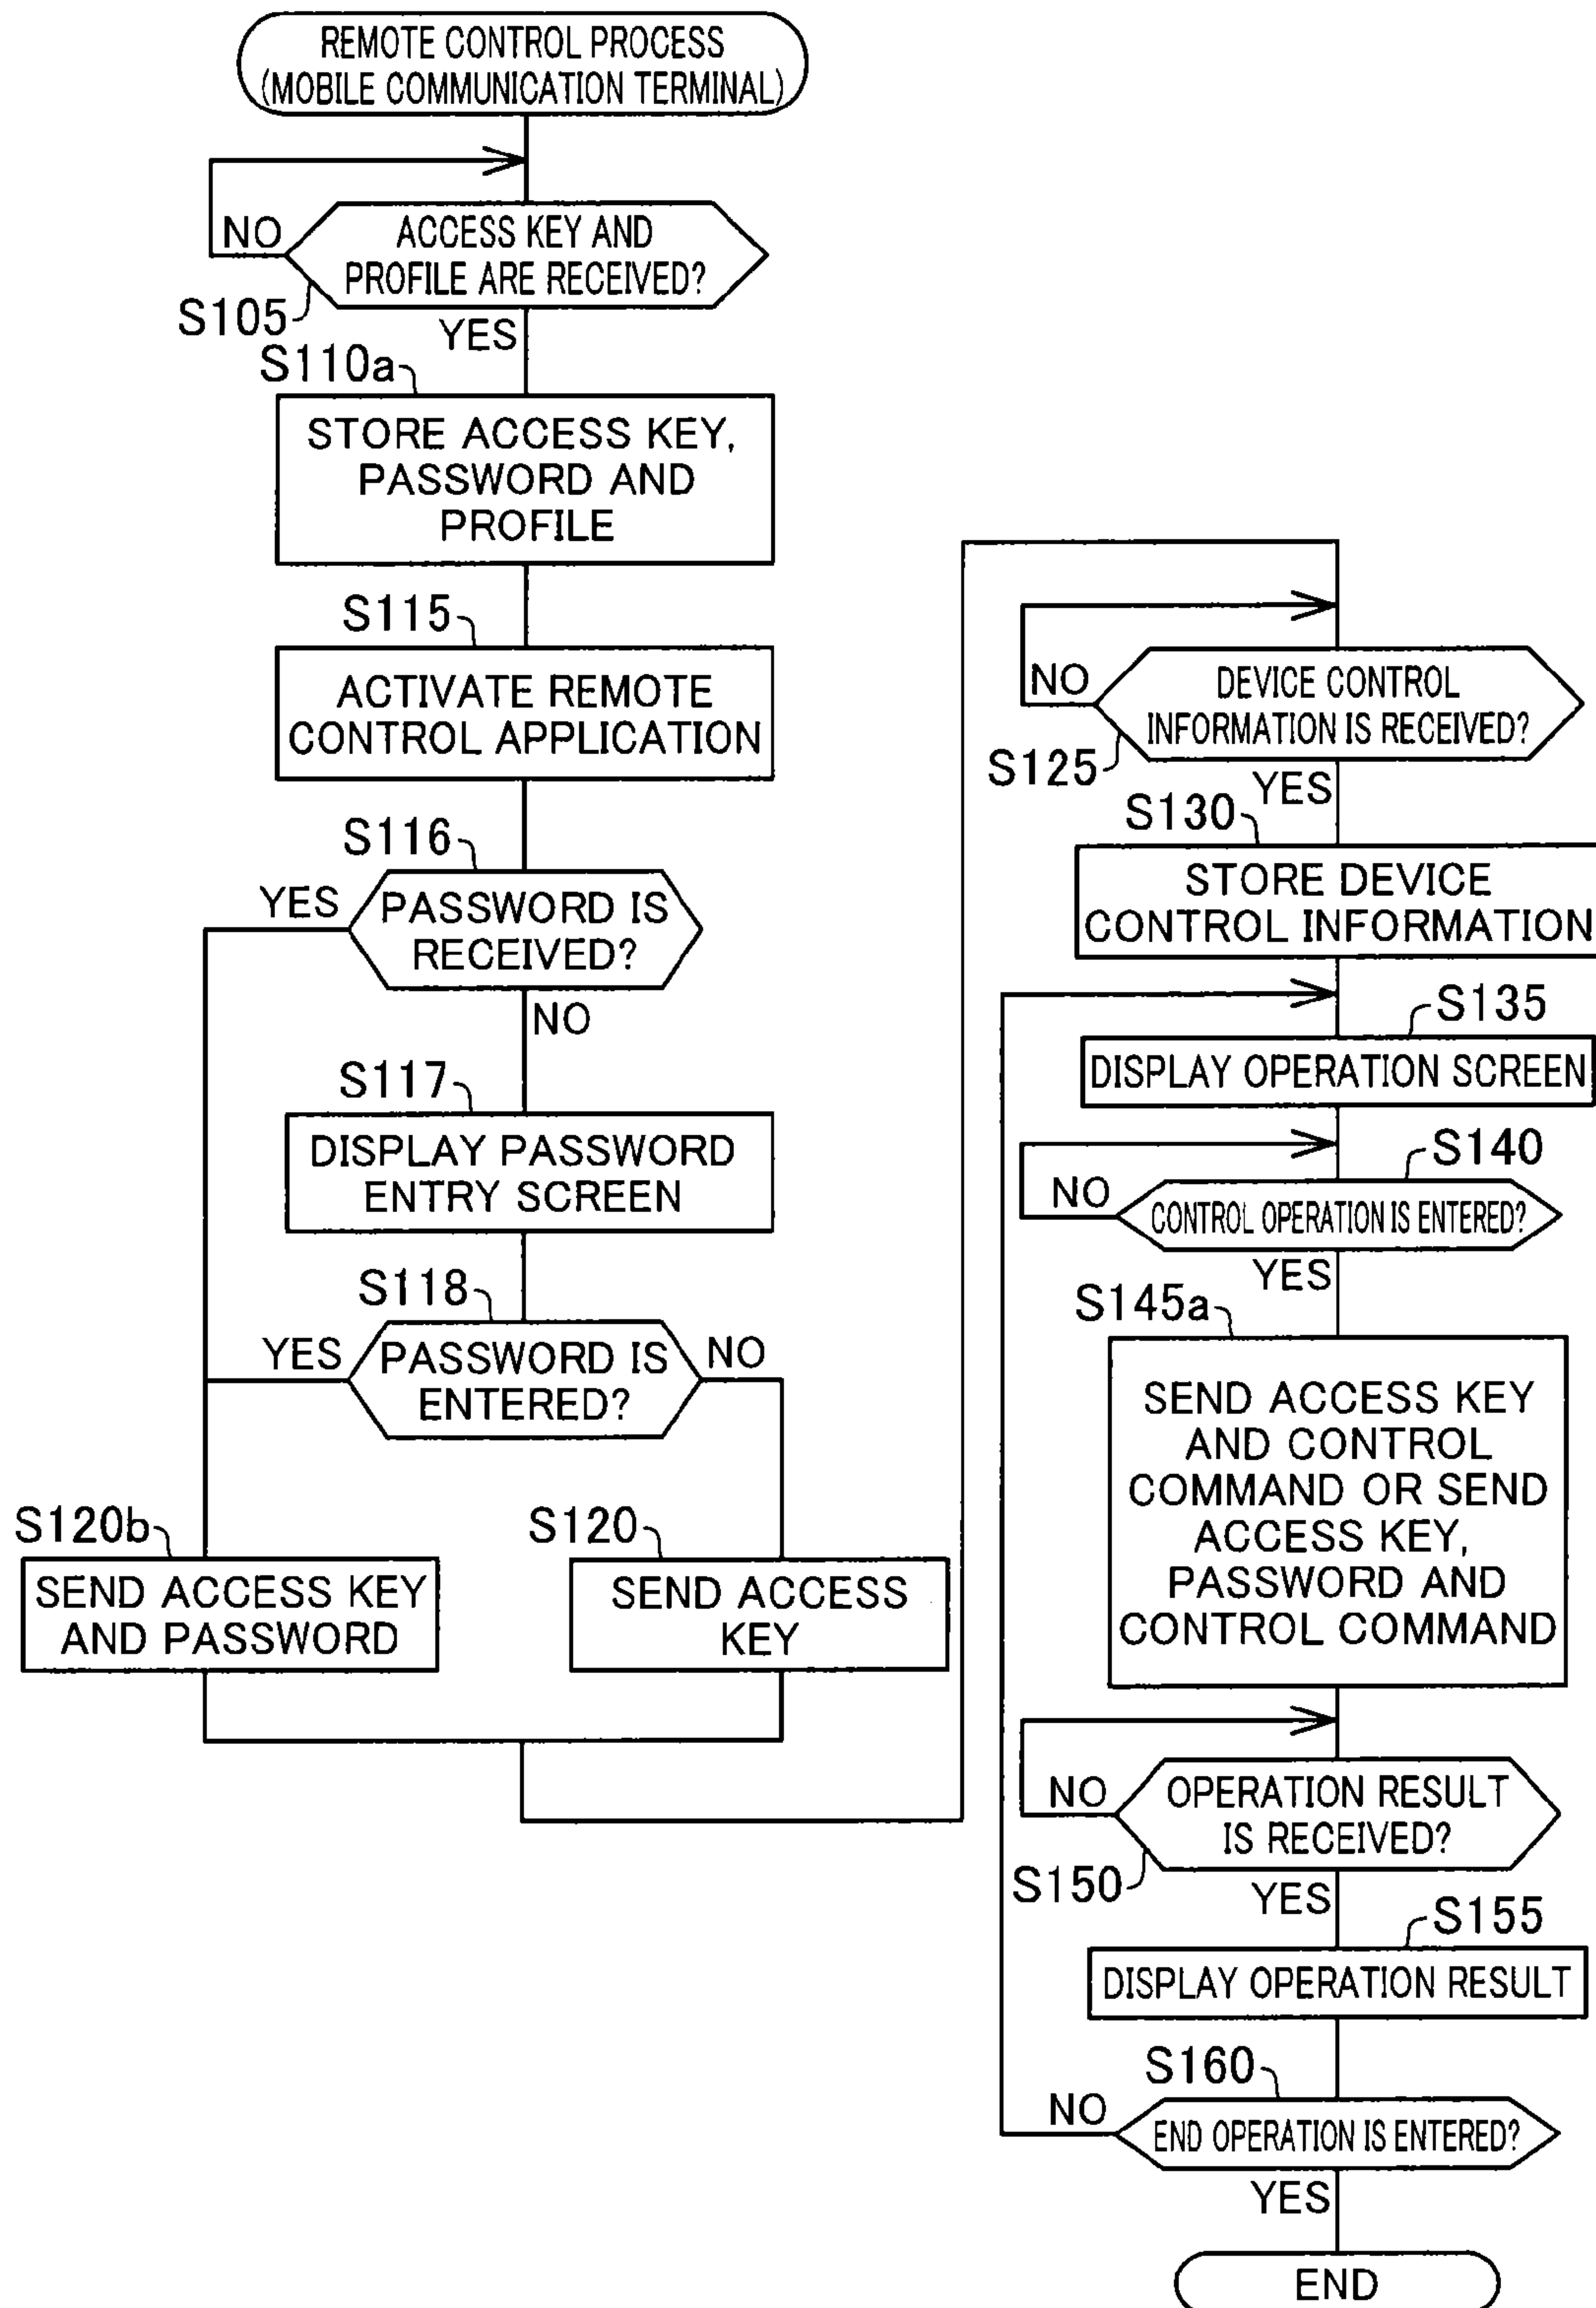 REMOTE CONTROL PROCESS
(MOBILE COMMUNICATION TERMINAL)
NO
ACCESS KEY AND
PROFILE ARE RECEIVED?
S105
YES
S110a
STORE ACCESS KEY,
PASSWORD AND
PROFILE
S115
ACTIVATE REMOTE
CONTROL APPLICATION
S116
YES
PASSWORD IS
RECEIVED?
NO
S117
DISPLAY PASSWORD
ENTRY SCREEN
S118
YES
PASSWORD IS
ENTERED?
NO
S120b
SEND ACCESS KEY
AND PASSWORD
S120
SEND ACCESS
KEY
NO
DEVICE CONTROL
INFORMATION IS RECEIVED?
S125
YES
S130
STORE DEVICE
CONTROL INFORMATION
S135
DISPLAY OPERATION SCREEN
S140
NO
CONTROL OPERATION IS ENTERED?
YES
S145a
SEND ACCESS KEY
AND CONTROL
COMMAND OR SEND
ACCESS KEY,
PASSWORD AND
CONTROL COMMAND
NO
OPERATION RESULT
IS RECEIVED?
S150
YES
S155
DISPLAY OPERATION RESULT
S160
NO
END OPERATION IS ENTERED?
YES
END